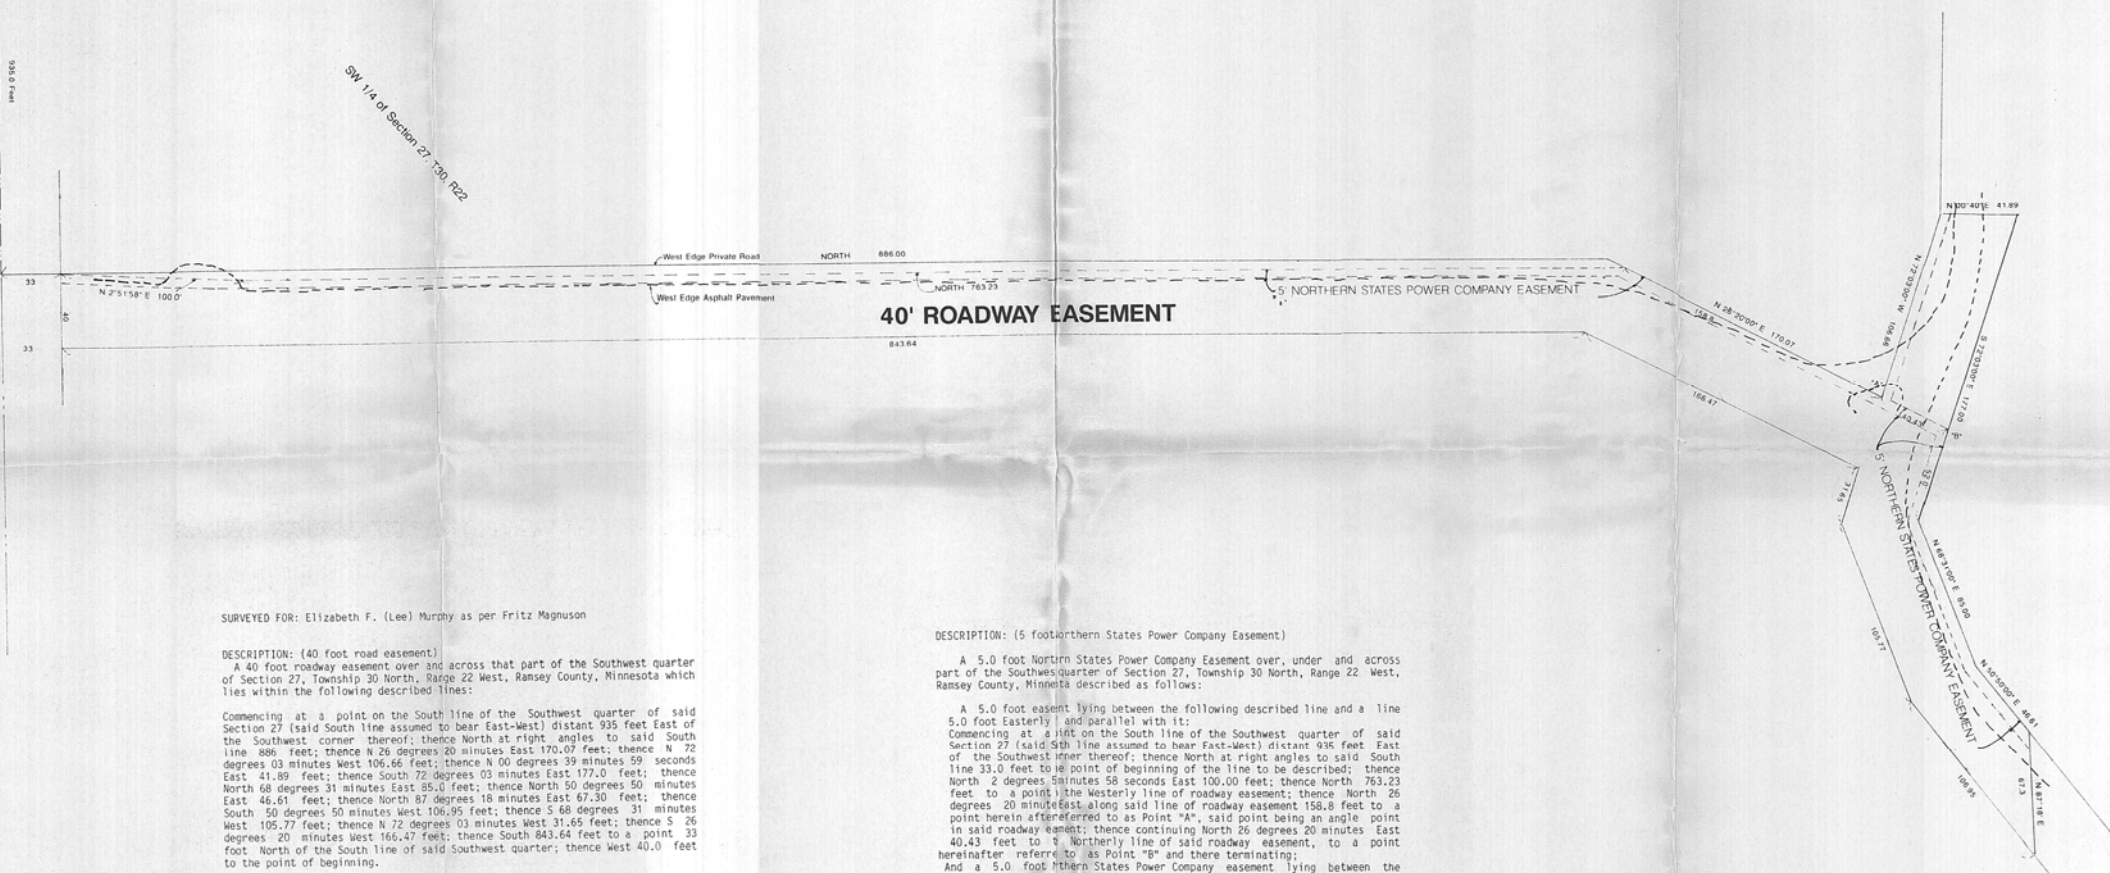 935.0 Feet
SW 1/4 of Section 27, T30, R22
West Edge Private Road
NORTH 886.00
33
N 2°51'58" E 100.0'
NORTH 763.23
West Edge Asphalt Pavement
5' NORTHERN STATES POWER COMPANY EASEMENT
40
40' ROADWAY EASEMENT
33
843.64
N 26°20'00" E 170.07
158.8
166.47
N 00°40' E 41.89
N 72°03'00" W 106.66
S 72°03'00" E 177.00
"A"
40.43
"B"
31.65
5' NORTHERN STATES POWER COMPANY EASEMENT
N 68°31'00" E 85.00
105.77
N 50°50'00" E 46.61
106.95
67.3
N 87°18' E
SURVEYED FOR: Elizabeth F. (Lee) Murphy as per Fritz Magnuson
DESCRIPTION: (40 foot road easement)
A 40 foot roadway easement over and across that part of the Southwest quarter
of Section 27, Township 30 North, Range 22 West, Ramsey County, Minnesota which
lies within the following described lines:
Commencing at a point on the South line of the Southwest quarter of said
Section 27 (said South line assumed to bear East-West) distant 935 feet East of
the Southwest corner thereof; thence North at right angles to said South
line 886 feet; thence N 26 degrees 20 minutes East 170.07 feet; thence N 72
degrees 03 minutes West 106.66 feet; thence N 00 degrees 39 minutes 59 seconds
East 41.89 feet; thence South 72 degrees 03 minutes East 177.0 feet; thence
North 68 degrees 31 minutes East 85.0 feet; thence North 50 degrees 50 minutes
East 46.61 feet; thence North 87 degrees 18 minutes East 67.30 feet; thence
South 50 degrees 50 minutes West 106.95 feet; thence S 68 degrees 31 minutes
West 105.77 feet; thence N 72 degrees 03 minutes West 31.65 feet; thence S 26
degrees 20 minutes West 166.47 feet; thence South 843.64 feet to a point 33
foot North of the South line of said Southwest quarter; thence West 40.0 feet
to the point of beginning.
DESCRIPTION: (5 foot orthern States Power Company Easement)
A 5.0 foot Nortrn States Power Company Easement over, under and across
part of the Southwes quarter of Section 27, Township 30 North, Range 22 West,
Ramsey County, Minneta described as follows:
A 5.0 foot easent lying between the following described line and a line
5.0 foot Easterly and parallel with it:
Commencing at a int on the South line of the Southwest quarter of said
Section 27 (said Sth line assumed to bear East-West) distant 935 feet East
of the Southwest rner thereof; thence North at right angles to said South
line 33.0 feet to e point of beginning of the line to be described; thence
North 2 degrees 5minutes 58 seconds East 100.00 feet; thence North 763.23
feet to a point the Westerly line of roadway easement; thence North 26
degrees 20 minuteEast along said line of roadway easement 158.8 feet to a
point herein aftereferred to as Point "A", said point being an angle point
in said roadway eament; thence continuing North 26 degrees 20 minutes East
40.43 feet to Northerly line of said roadway easement, to a point
hereinafter referre to as Point "B" and there terminating;
And a 5.0 foot thern States Power Company easement lying between the